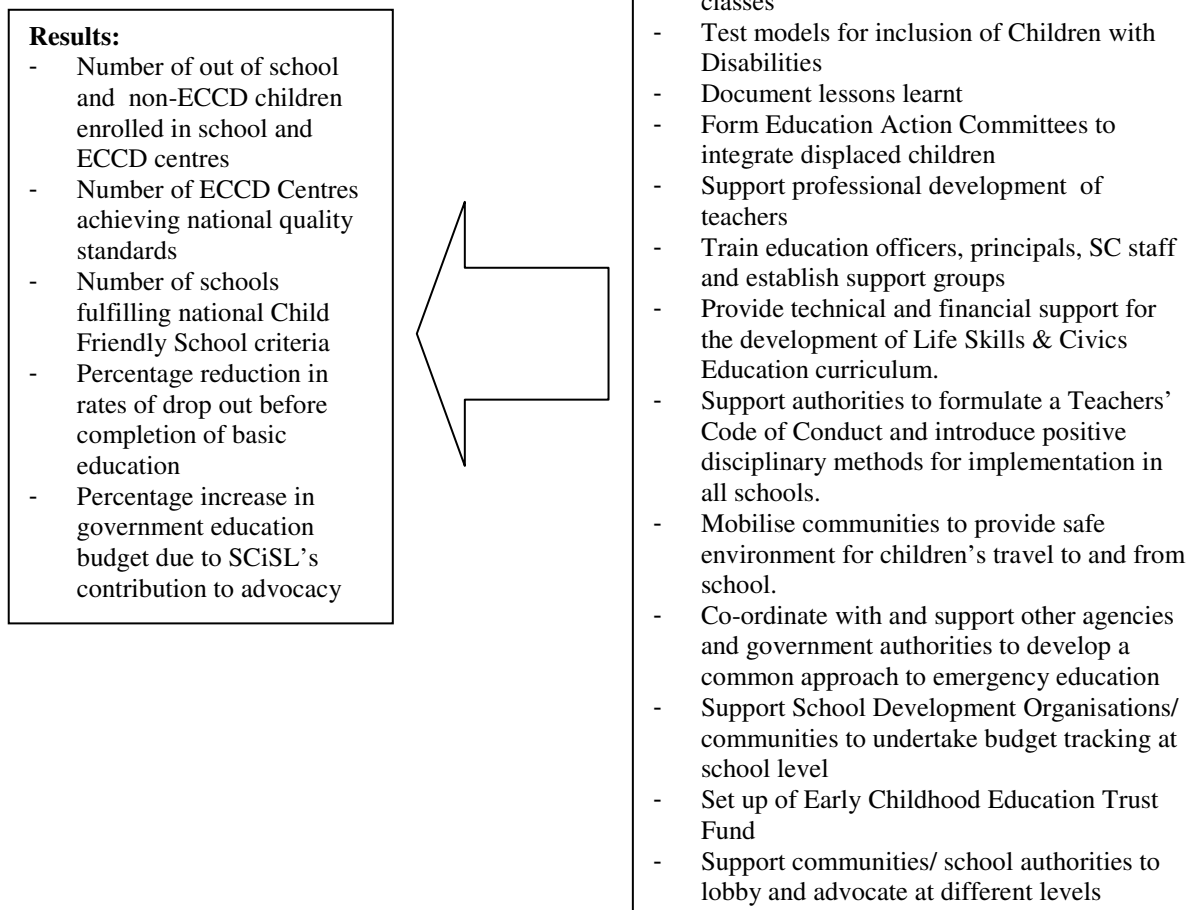 Results:
- Number of out of school
and non-ECCD children
enrolled in school and
ECCD centres
- Number of ECCD Centres
achieving national quality
standards
- Number of schools
fulfilling national Child
Friendly School criteria
- Percentage reduction in
rates of drop out before
completion of basic
education
- Percentage increase in
government education
budget due to SCiSL’s
contribution to advocacy
classes
- Test models for inclusion of Children with
Disabilities
- Document lessons learnt
- Form Education Action Committees to
integrate displaced children
- Support professional development of
teachers
- Train education officers, principals, SC staff
and establish support groups
- Provide technical and financial support for
the development of Life Skills & Civics
Education curriculum.
- Support authorities to formulate a Teachers’
Code of Conduct and introduce positive
disciplinary methods for implementation in
all schools.
- Mobilise communities to provide safe
environment for children’s travel to and from
school.
- Co-ordinate with and support other agencies
and government authorities to develop a
common approach to emergency education
- Support School Development Organisations/
communities to undertake budget tracking at
school level
- Set up of Early Childhood Education Trust
Fund
- Support communities/ school authorities to
lobby and advocate at different levels